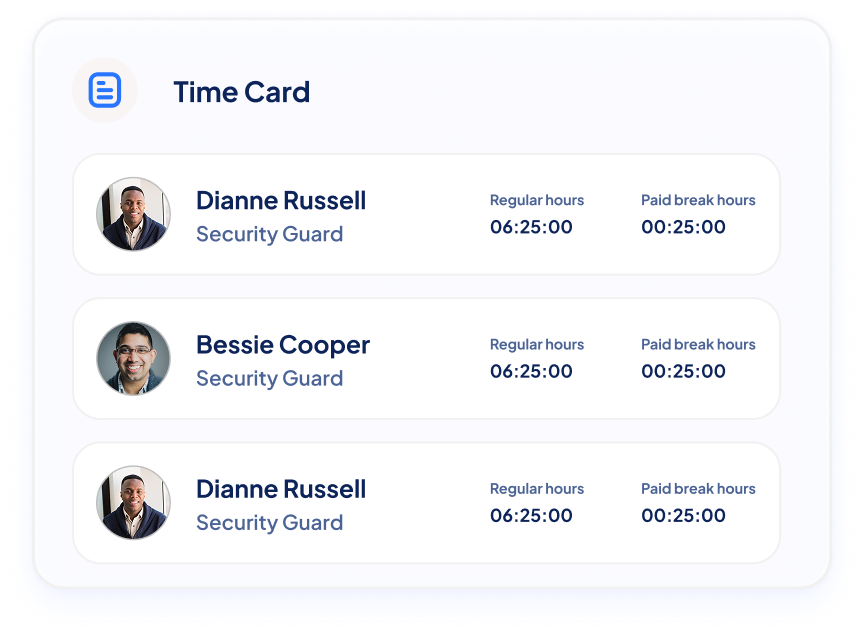 Time Card
Dianne Russell
Security Guard
Regular hours
06:25:00
Paid break hours
00:25:00
Bessie Cooper
Security Guard
Regular hours
06:25:00
Paid break hours
00:25:00
Dianne Russell
Security Guard
Regular hours
06:25:00
Paid break hours
00:25:00